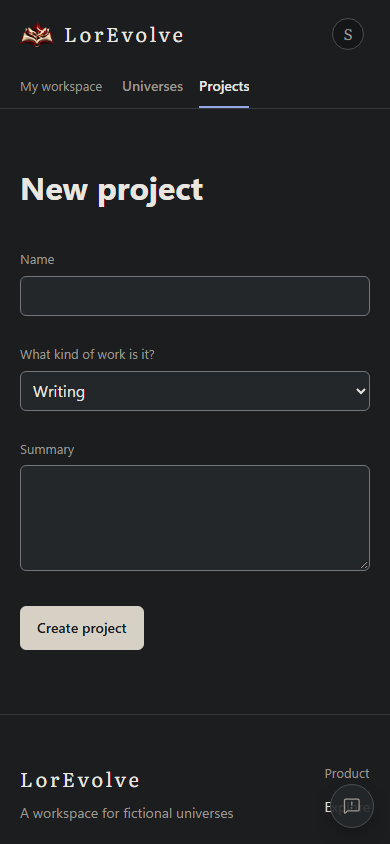 LorEvolve
S
My workspace Universes Projects
New project
Name
What kind of work is it?
Writing
Summary
Create project
LorEvolve
Product
A workspace for fictional universes